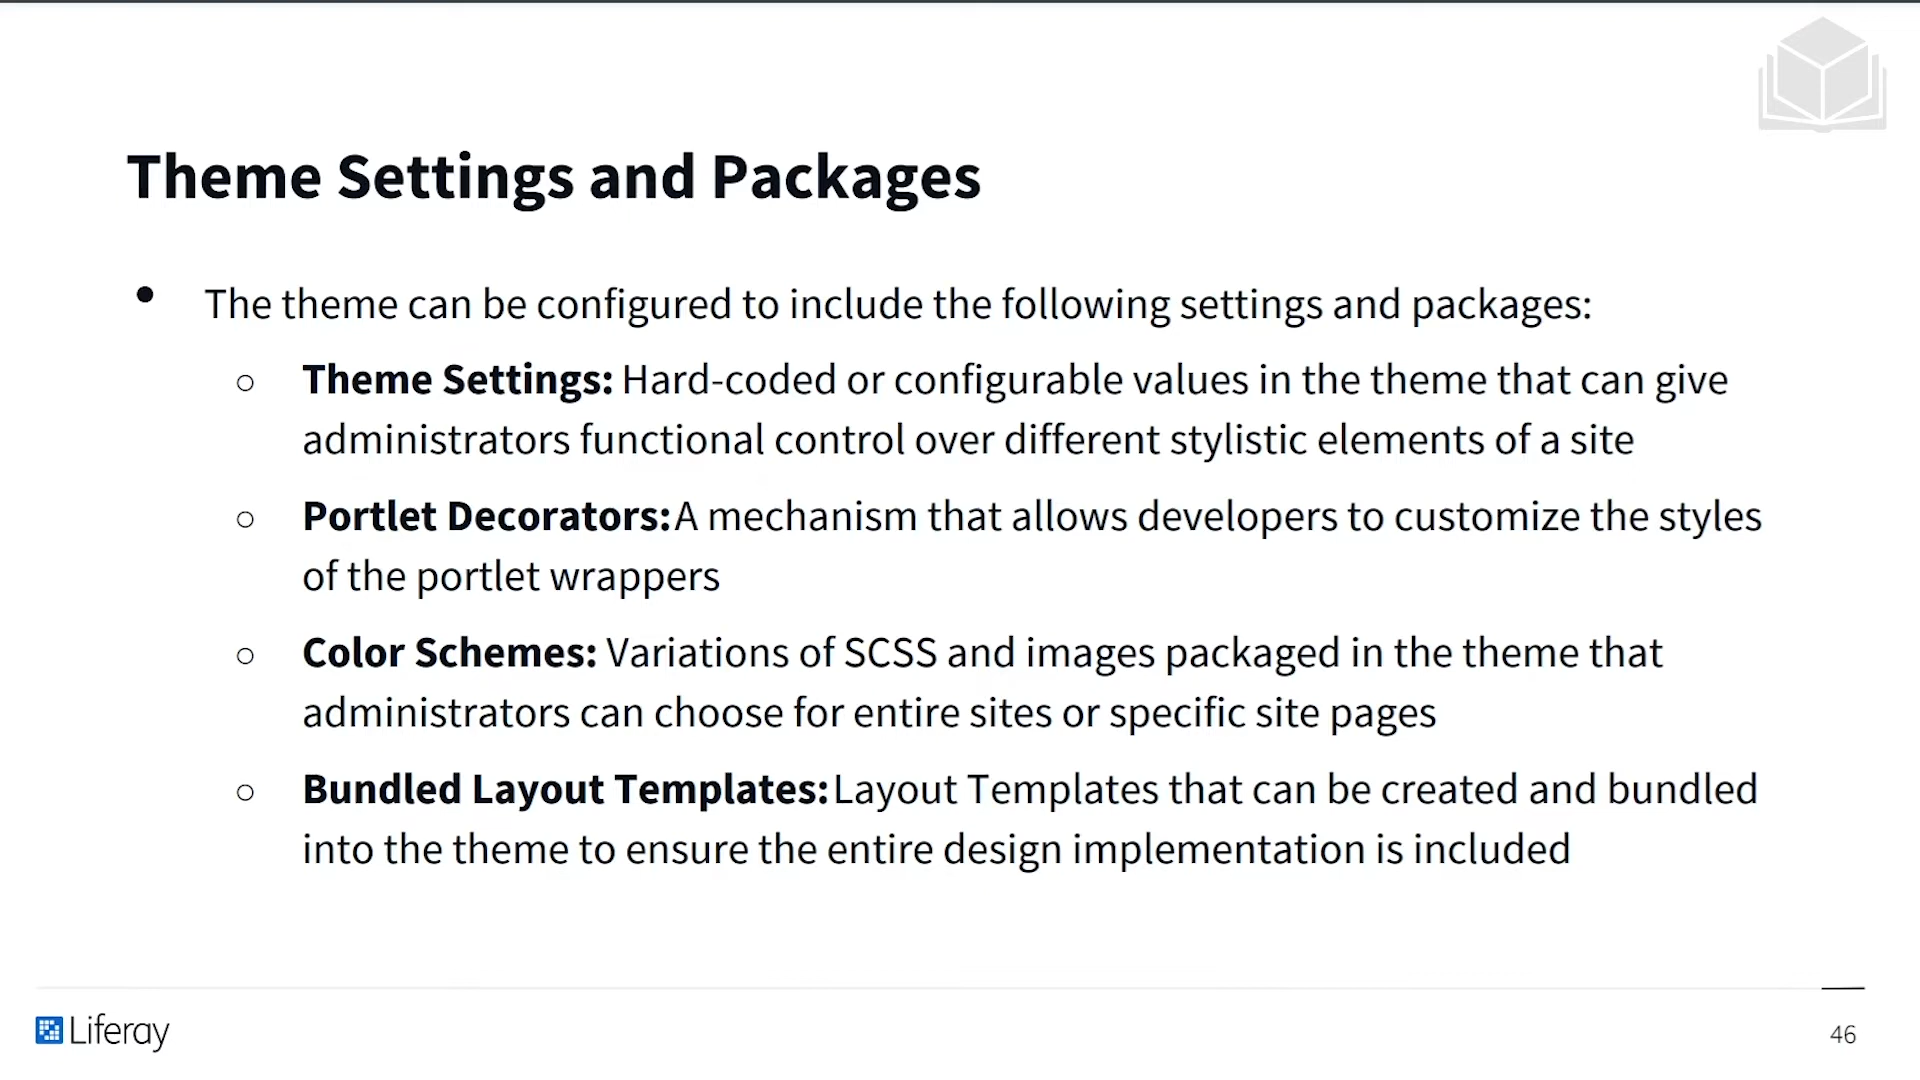 Theme Settings and Packages
● The theme can be configured to include the following settings and packages:
○ Theme Settings: Hard-coded or configurable values in the theme that can give
administrators functional control over different stylistic elements of a site
○ Portlet Decorators: A mechanism that allows developers to customize the styles
of the portlet wrappers
○ Color Schemes: Variations of SCSS and images packaged in the theme that
administrators can choose for entire sites or specific site pages
○ Bundled Layout Templates: Layout Templates that can be created and bundled
into the theme to ensure the entire design implementation is included
Liferay
46